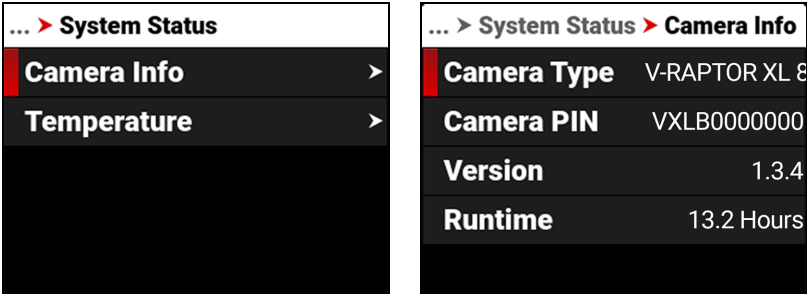 ... > System Status
Camera Info >
Temperature >
... > System Status > Camera Info
Camera Type V-RAPTOR XL 8
Camera PIN VXLB0000000
Version 1.3.4
Runtime 13.2 Hours